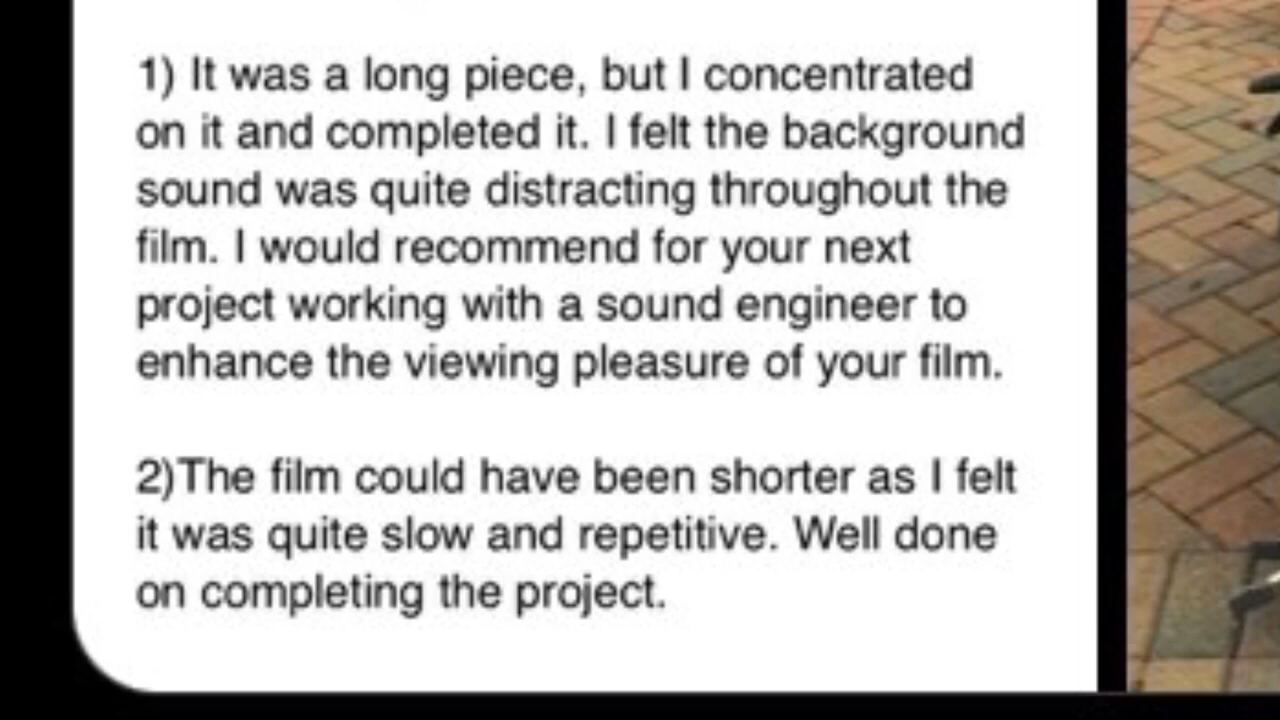 1) It was a long piece, but I concentrated
on it and completed it. I felt the background
sound was quite distracting throughout the
film. I would recommend for your next
project working with a sound engineer to
enhance the viewing pleasure of your film.
2)The film could have been shorter as I felt
it was quite slow and repetitive. Well done
on completing the project.